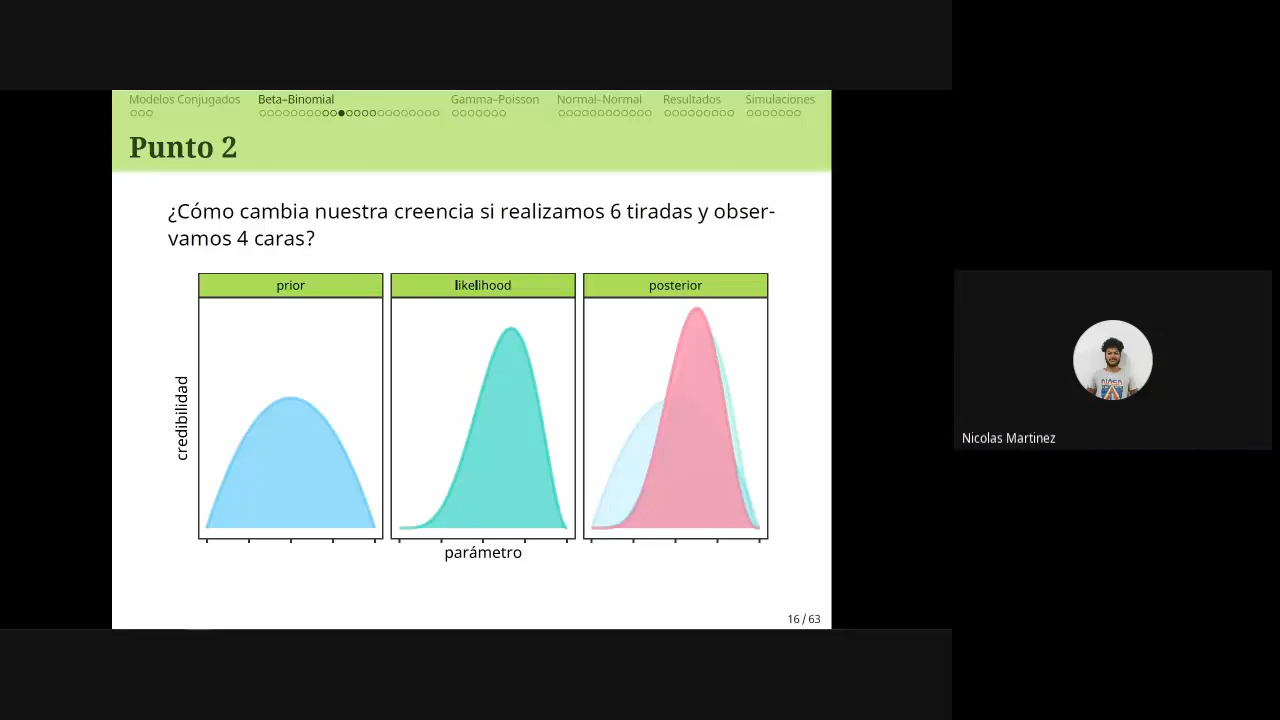 Modelos Conjugados Beta–Binomial Gamma–Poisson Normal–Normal Resultados Simulaciones
Punto 2
¿Cómo cambia nuestra creencia si realizamos 6 tiradas y obser-
vamos 4 caras?
prior likelihood posterior
credibilidad
parámetro
16 / 63
Nicolas Martinez